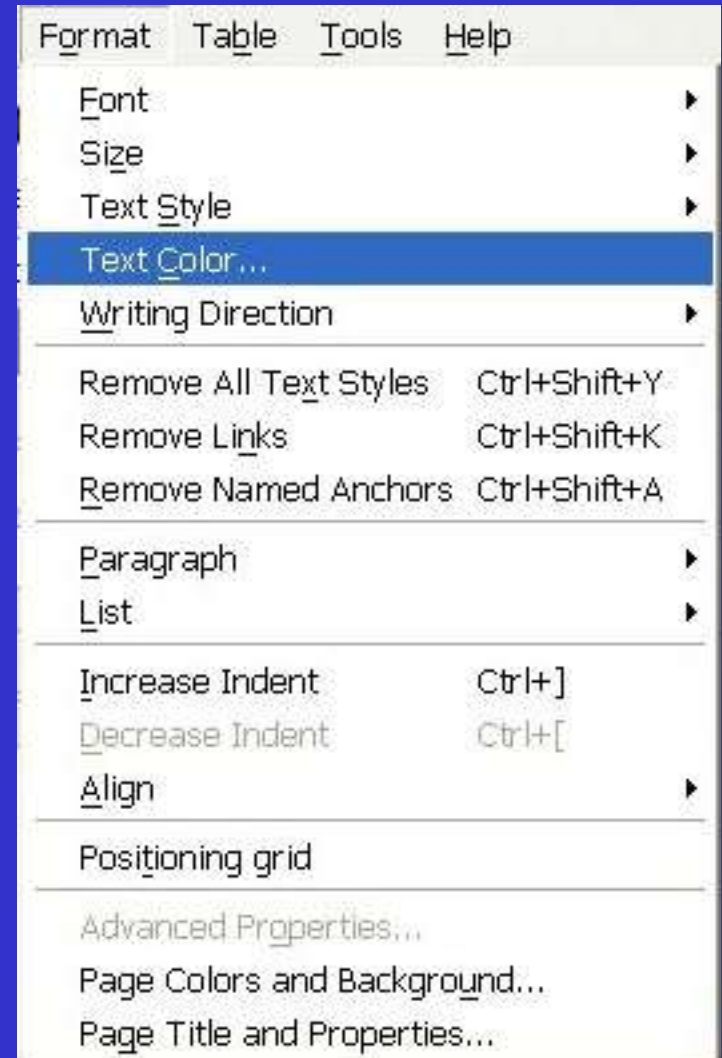 Format Table Tools Help
Font
Size
Text Style
Text Color...
Writing Direction
Remove All Text Styles Ctrl+Shift+Y
Remove Links Ctrl+Shift+K
Remove Named Anchors Ctrl+Shift+A
Paragraph
List
Increase Indent Ctrl+]
Decrease Indent Ctrl+[
Align
Positioning grid
Advanced Properties...
Page Colors and Background...
Page Title and Properties...